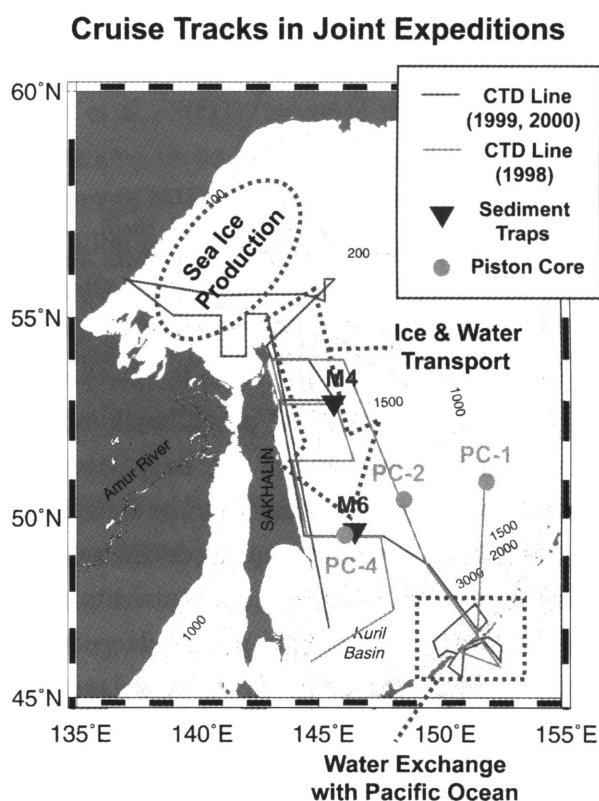 Cruise Tracks in Joint Expeditions
60°N
55°N
50°N
45°N
135°E
140°E
145°E
150°E
155°E
CTD Line
(1999, 2000)
CTD Line
(1998)
Sediment
Traps
Piston Core
100
Sea Ice
Production
200
Ice & Water
Transport
M4
1500
1000
PC-2
PC-1
Amur River
SAKHALIN
M6
PC-4
1500
2000
3000
1000
Kuril
Basin
Water Exchange
with Pacific Ocean